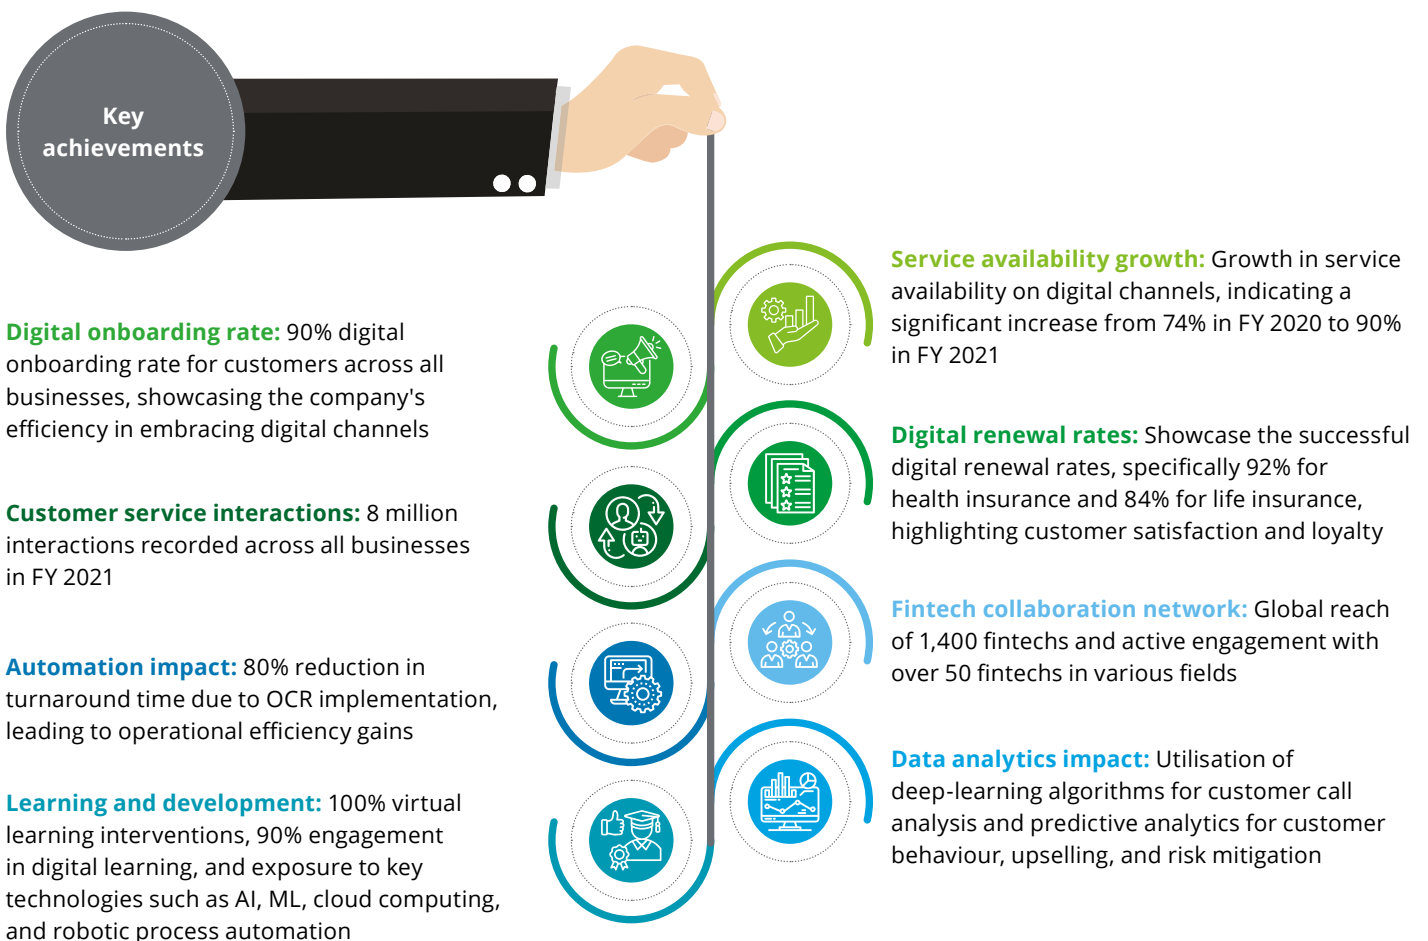 Key
achievements
Digital onboarding rate: 90% digital
onboarding rate for customers across all
businesses, showcasing the company's
efficiency in embracing digital channels
Customer service interactions: 8 million
interactions recorded across all businesses
in FY 2021
Automation impact: 80% reduction in
turnaround time due to OCR implementation,
leading to operational efficiency gains
Learning and development: 100% virtual
learning interventions, 90% engagement
in digital learning, and exposure to key
technologies such as AI, ML, cloud computing,
and robotic process automation
Service availability growth: Growth in service
availability on digital channels, indicating a
significant increase from 74% in FY 2020 to 90%
in FY 2021
Digital renewal rates: Showcase the successful
digital renewal rates, specifically 92% for
health insurance and 84% for life insurance,
highlighting customer satisfaction and loyalty
Fintech collaboration network: Global reach
of 1,400 fintechs and active engagement with
over 50 fintechs in various fields
Data analytics impact: Utilisation of
deep-learning algorithms for customer call
analysis and predictive analytics for customer
behaviour, upselling, and risk mitigation